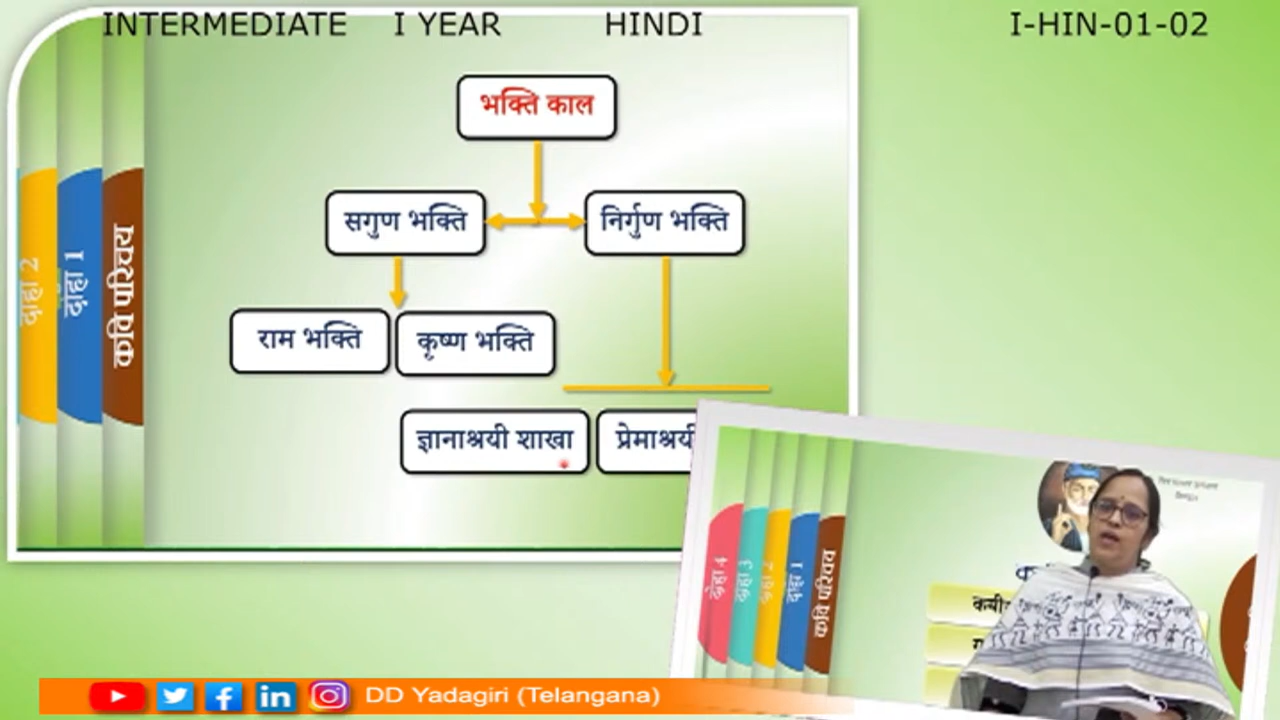 INTERMEDIATE I YEAR HINDI I-HIN-01-02
भक्ति काल
सगुण भक्ति
निर्गुण भक्ति
राम भक्ति
कृष्ण भक्ति
ज्ञानाश्रयी शाखा
प्रेमाश्रयी
दोहा 2
दोहा 1
कवि परिचय
दोहा 4
दोहा 3
दोहा 2
दोहा 1
कवि परिचय
DD Yadagiri (Telangana)